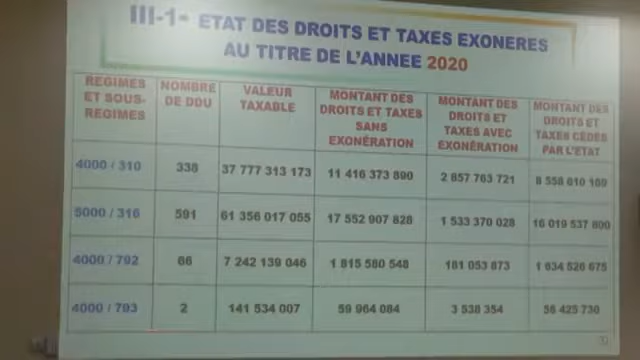 III-1- ETAT DES DROITS ET TAXES EXONERES
AU TITRE DE L'ANNEE 2020
REGIMES
ET SOUS-
REGIMES
NOMBRE
DE DDU
VALEUR
TAXABLE
MONTANT DES
DROITS ET TAXES
SANS
EXONÉRATION
MONTANT DES
DROITS ET
TAXES AVEC
EXONÉRATION
MONTANT DES
DROITS ET
TAXES CÉDÉS
PAR L'ETAT
4000 / 310 338 37 777 313 173 11 416 373 890 2 857 763 721 8 558 610 169
5000 / 316 591 61 356 017 055 17 552 907 828 1 533 370 028 16 019 537 800
4000 / 792 66 7 242 139 046 1 815 580 548 181 053 873 1 634 526 675
4000 / 793 2 141 534 007 59 964 084 3 538 354 56 425 730